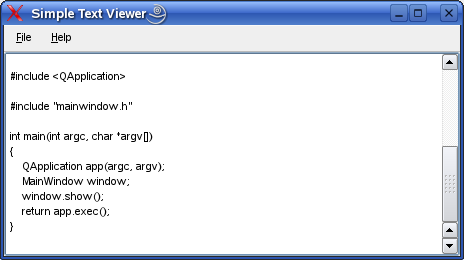 Simple Text Viewer
File Help
#include <QApplication>
#include "mainwindow.h"
int main(int argc, char *argv[])
{
    QApplication app(argc, argv);
    MainWindow window;
    window.show();
    return app.exec();
}